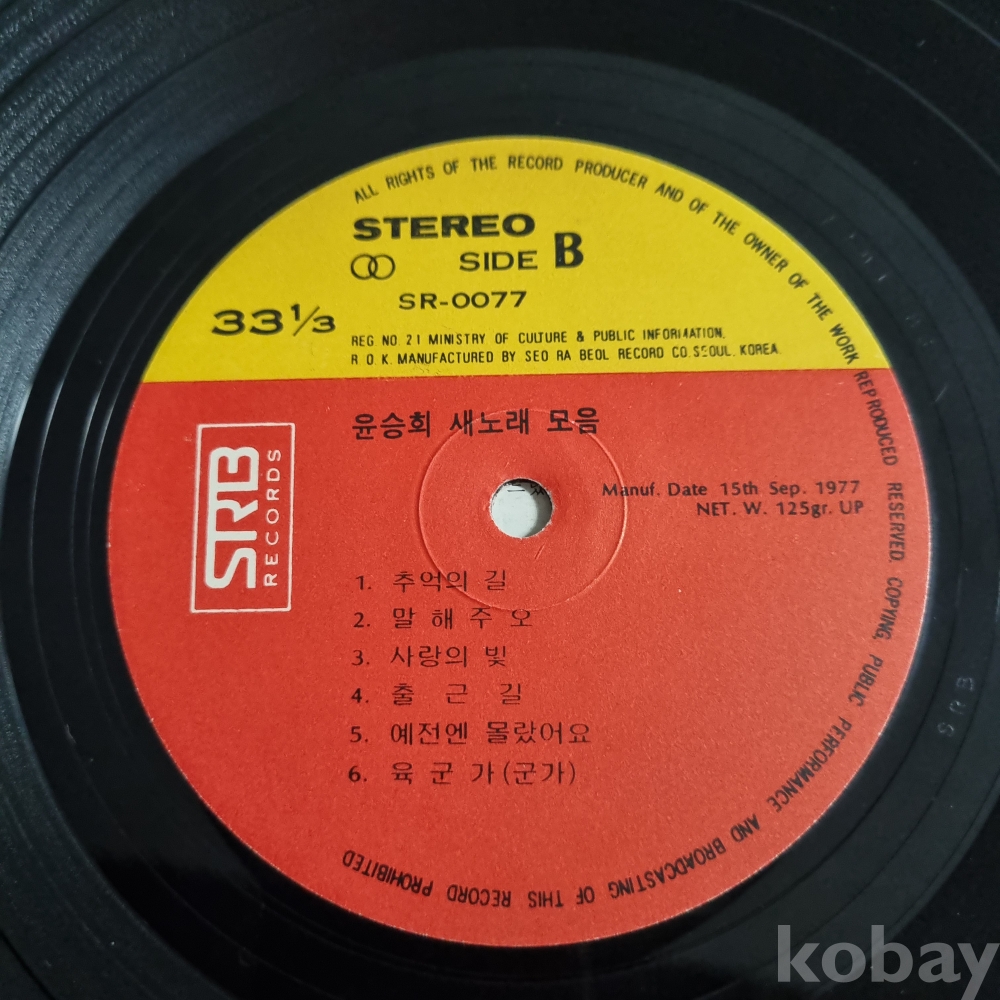 ALL RIGHTS OF THE RECORD PRODUCER AND OF THE OWNER OF THE WORK REPRODUCED RESERVED. COPYING, PUBLIC PERFORMANCE AND BROADCASTING OF THIS RECORD PROHIBITED
STEREO
SIDE B
SR-0077
33 1/3
REG NO. 21 MINISTRY OF CULTURE & PUBLIC INFORMATION,
R.O.K. MANUFACTURED BY SEO RA BEOL RECORD CO. SEOUL. KOREA.
윤승희 새노래 모음
STRB
RECORDS
Manuf. Date 15th Sep. 1977
NET. W. 125gr. UP
1. 추억의 길
2. 말해주오
3. 사랑의 빛
4. 출근길
5. 예전엔 몰랐어요
6. 육군가(군가)
SRB
kobay